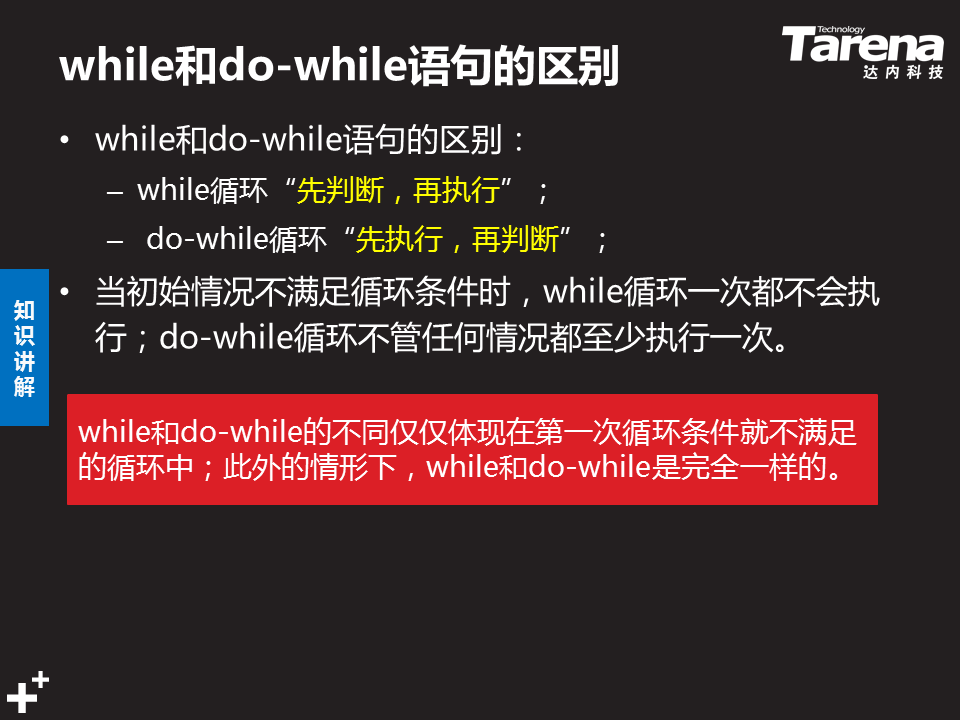 while和do-while语句的区别
Technology
Tarena
达内科技
• while和do-while语句的区别：
– while循环“先判断，再执行”；
– do-while循环“先执行，再判断”；
• 当初始情况不满足循环条件时，while循环一次都不会执
行；do-while循环不管任何情况都至少执行一次。
知
识
讲
解
while和do-while的不同仅仅体现在第一次循环条件就不满足
的循环中；此外的情形下，while和do-while是完全一样的。